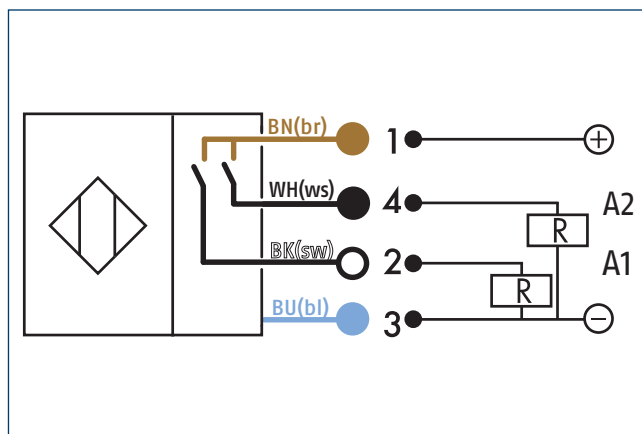 BN(br) 1 +
WH(ws) 4 A2
R
BK(sw) 2 A1
R
BU(bl) 3 −